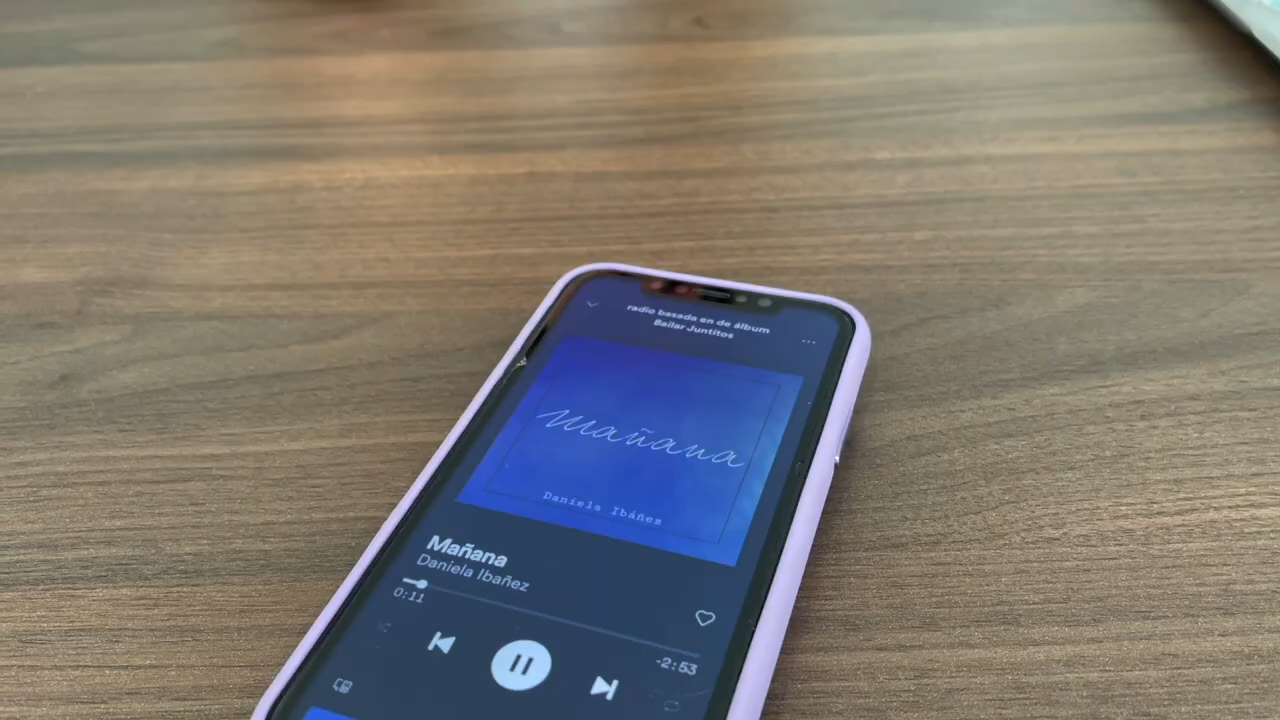 radio basada en de álbum
Bailar Juntitos
Mañana
Daniela Ibáñez
Mañana
Daniela Ibañez
0:11
-2:53